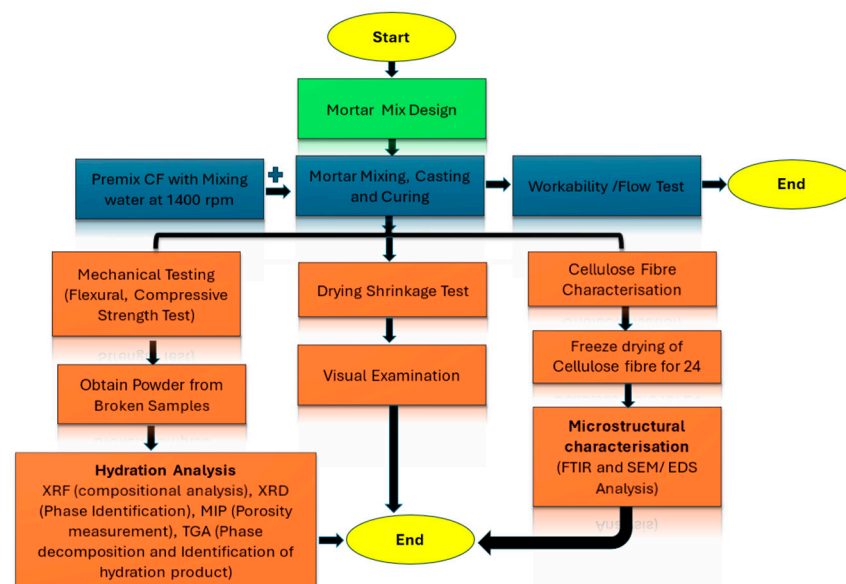 Start
Mortar Mix Design
Premix CF with Mixing
water at 1400 rpm
+
Mortar Mixing, Casting
and Curing
Workability /Flow Test
End
Mechanical Testing
(Flexural, Compressive
Strength Test)
Drying Shrinkage Test
Cellulose Fibre
Characterisation
Obtain Powder from
Broken Samples
Visual Examination
Freeze drying of
Cellulose fibre for 24
Microstructural
characterisation
(FTIR and SEM/ EDS
Analysis)
Hydration Analysis
XRF (compositional analysis), XRD
(Phase Identification), MIP (Porosity
measurement), TGA (Phase
decomposition and Identification of
hydration product)
End